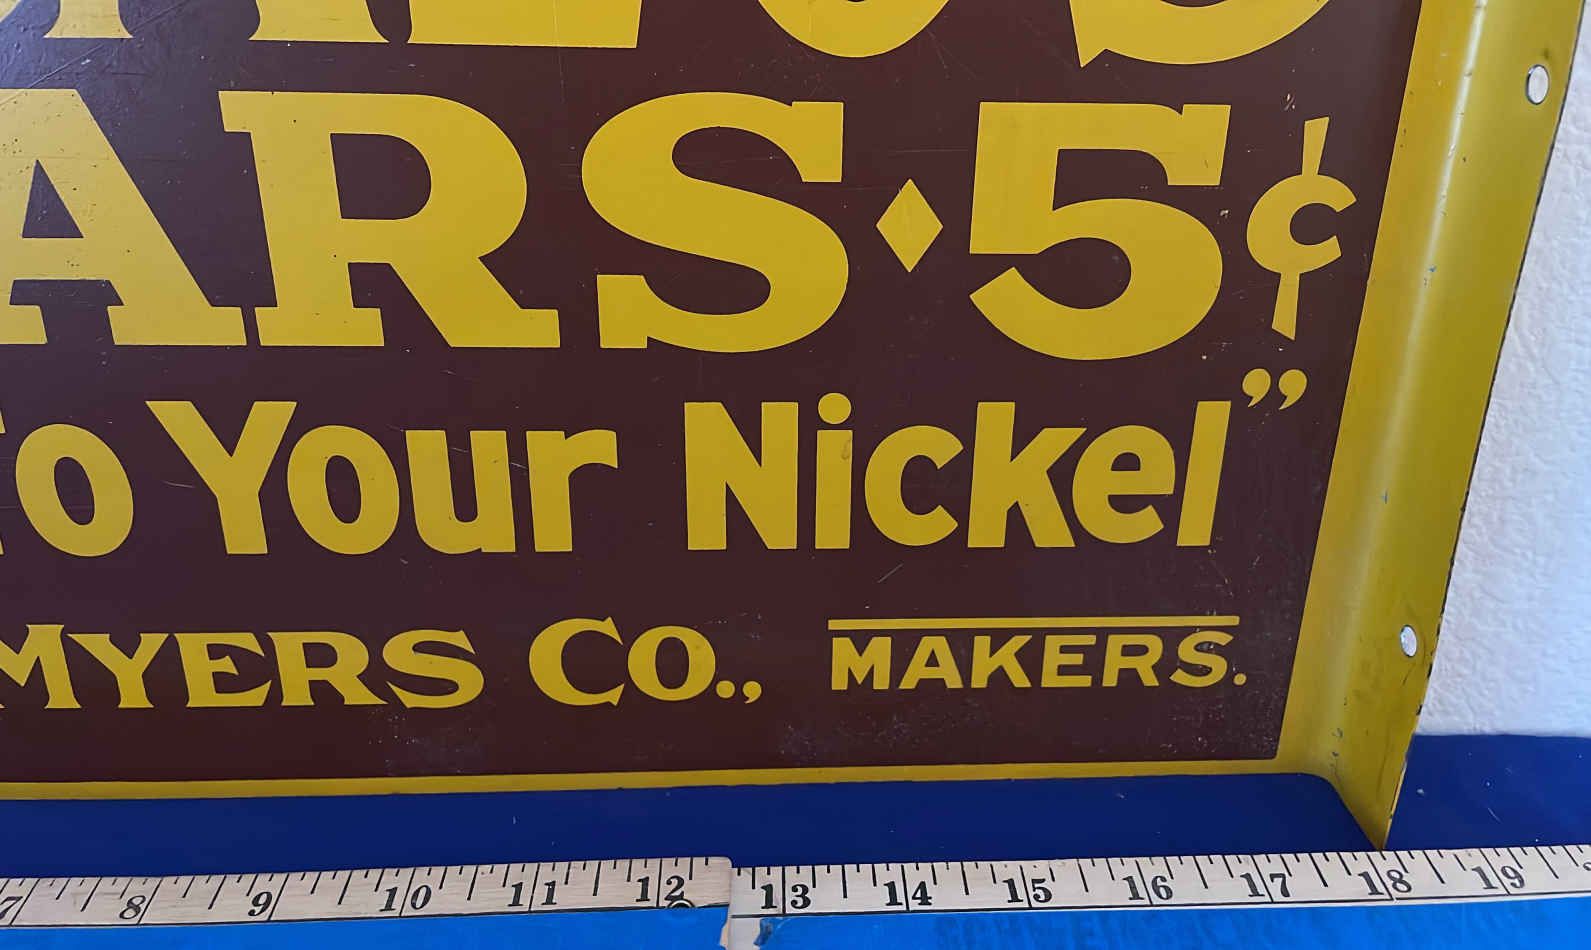 ARS · 5¢
To Your Nickel”
MYERS CO., MAKERS.
7 8 9 10 11 12 13 14 15 16 17 18 19